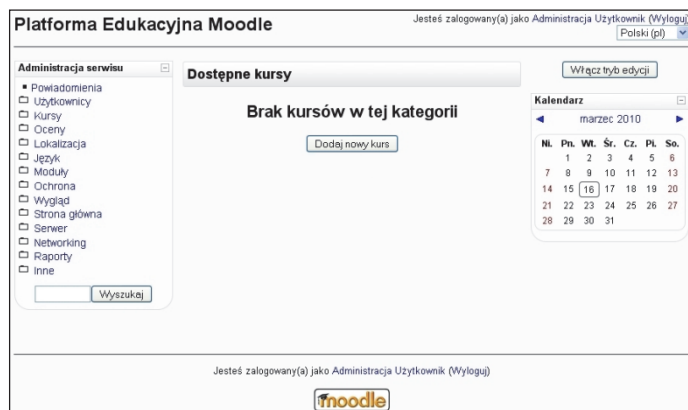 Platforma Edukacyjna Moodle
Jesteś zalogowany(a) jako Administracja Użytkownik (Wyloguj)
Polski (pl)
Administracja serwisu
Powiadomienia
Użytkownicy
Kursy
Oceny
Lokalizacja
Język
Moduły
Ochrona
Wygląd
Strona główna
Serwer
Networking
Raporty
Inne
Wyszukaj
Dostępne kursy
Brak kursów w tej kategorii
Dodaj nowy kurs
Włącz tryb edycji
Kalendarz
marzec 2010
Ni. Pn. Wt. Śr. Cz. Pi. So.
1 2 3 4 5 6
7 8 9 10 11 12 13
14 15 16 17 18 19 20
21 22 23 24 25 26 27
28 29 30 31
Jesteś zalogowany(a) jako Administracja Użytkownik (Wyloguj)
moodle